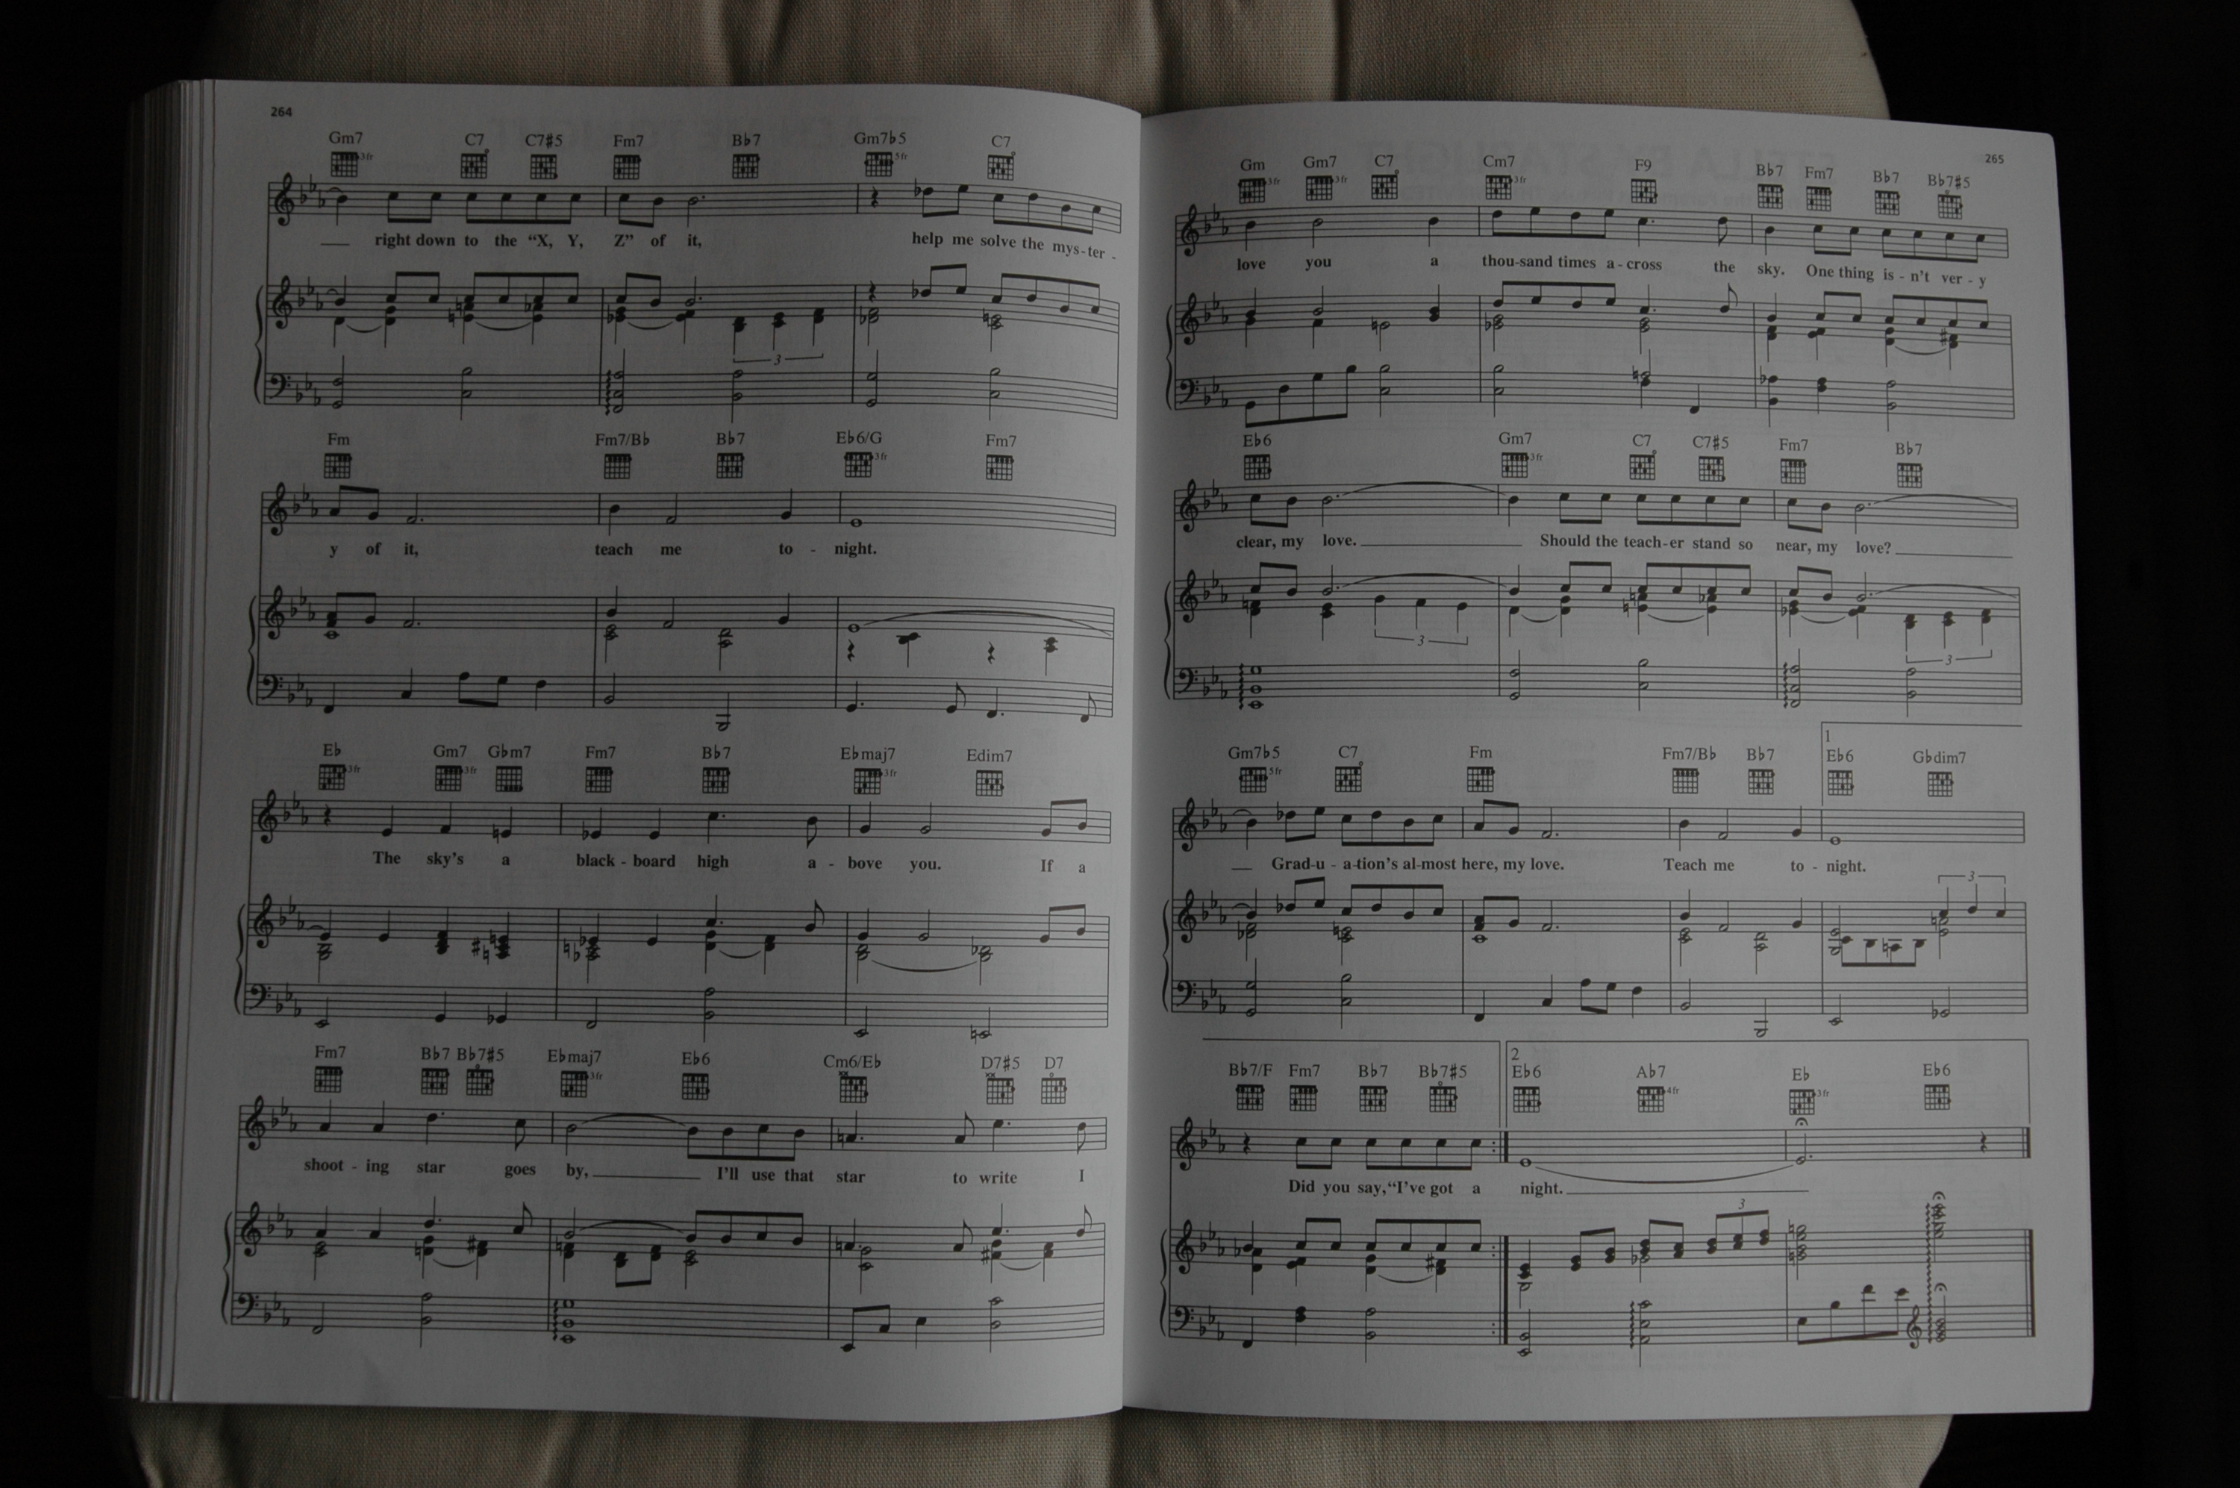 264
Gm7 C7 C7♯5 Fm7 B♭7 Gm7♭5 C7
3fr 5fr
right down to the “X, Y, Z” of it, help me solve the mys - ter -
3
Fm Fm7/B♭ B♭7 E♭6/G Fm7
3fr
y of it, teach me to - night.
E♭ Gm7 G♭m7 Fm7 B♭7 E♭maj7 Edim7
3fr 3fr 3fr
The sky’s a black - board high a - bove you. If a
Fm7 B♭7 B♭7♯5 E♭maj7 E♭6 Cm6/E♭ D7♯5 D7
3fr
shoot - ing star goes by, I’ll use that star to write I
265
Gm Gm7 C7 Cm7 F9 B♭7 Fm7 B♭7 B♭7♯5
3fr 3fr 3fr
love you a thou-sand times a - cross the sky. One thing is - n’t ver - y
E♭6 Gm7 C7 C7♯5 Fm7 B♭7
3fr
clear, my love. Should the teach-er stand so near, my love?
3 3
1
Gm7♭5 C7 Fm Fm7/B♭ B♭7 E♭6 G♭dim7
5fr
Grad-u - a-tion’s al-most here, my love. Teach me to - night.
3
2
B♭7/F Fm7 B♭7 B♭7♯5 E♭6 A♭7 E♭ E♭6
4fr 3fr
Did you say, “I’ve got a night.
3